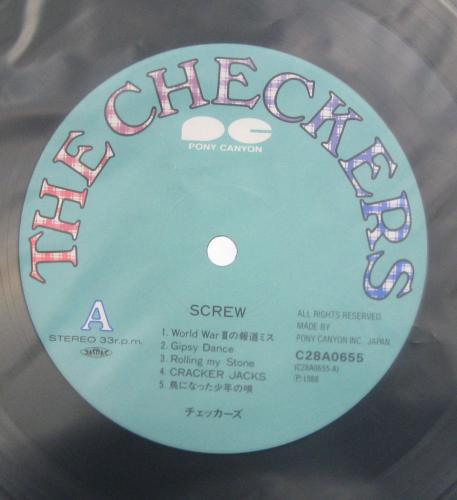 THE CHECKERS
PONY CANYON
SCREW
A
STEREO 33r.p.m.
1. World War Ⅲの報道ミス
2. Gipsy Dance
3. Rolling my Stone
4. CRACKER JACKS
5. 鳥になった少年の唄
チェッカーズ
ALL RIGHTS RESERVED.
MADE BY
PONY CANYON INC. JAPAN.
C28A0655
(C28A0655-A)
Ⓟ1988